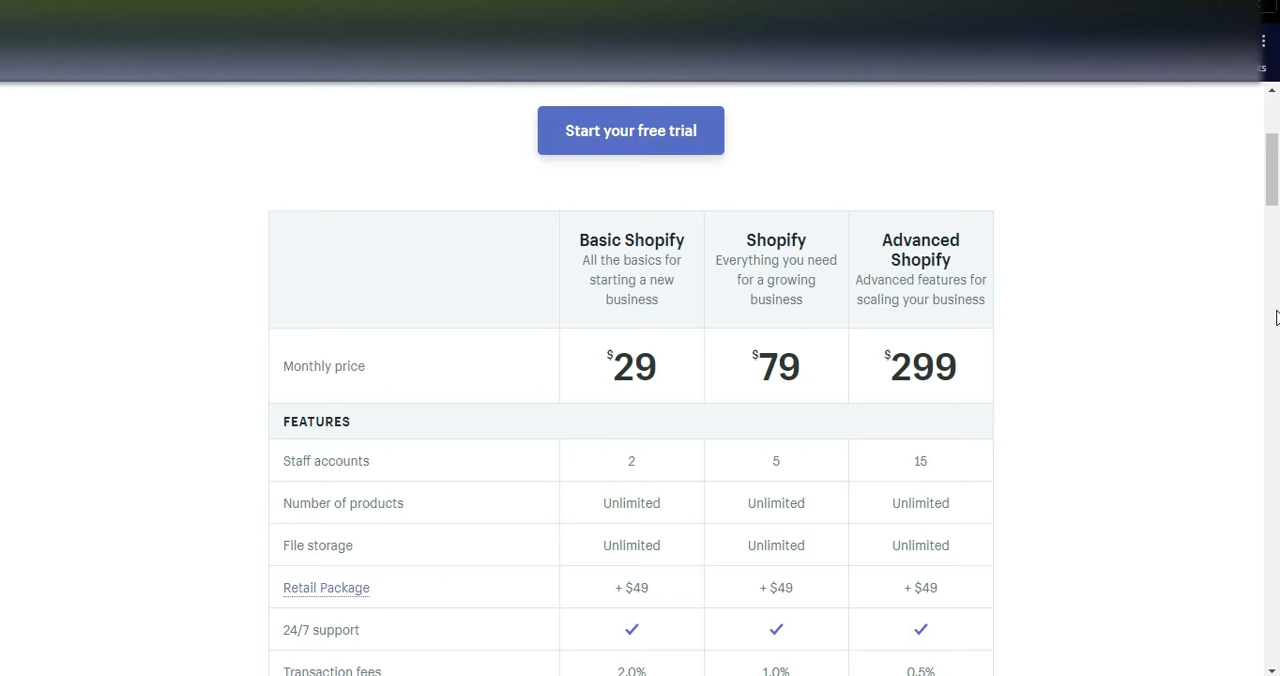 ks
Start your free trial
Basic Shopify
All the basics for
starting a new
business
Shopify
Everything you need
for a growing
business
Advanced
Shopify
Advanced features for
scaling your business
Monthly price
$29
$79
$299
FEATURES
Staff accounts 2 5 15
Number of products Unlimited Unlimited Unlimited
File storage Unlimited Unlimited Unlimited
Retail Package + $49 + $49 + $49
24/7 support ✓ ✓ ✓
Transaction fees 2.0% 1.0% 0.5%